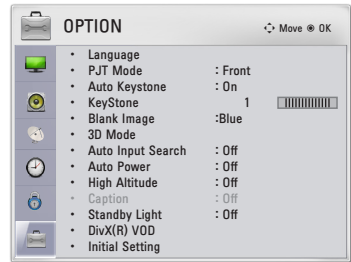 OPTION
Move OK
• Language
• PJT Mode : Front
• Auto Keystone : On
• KeyStone 1
• Blank Image :Blue
• 3D Mode
• Auto Input Search : Off
• Auto Power : Off
• High Altitude : Off
• Caption : Off
• Standby Light : Off
• DivX(R) VOD
• Initial Setting